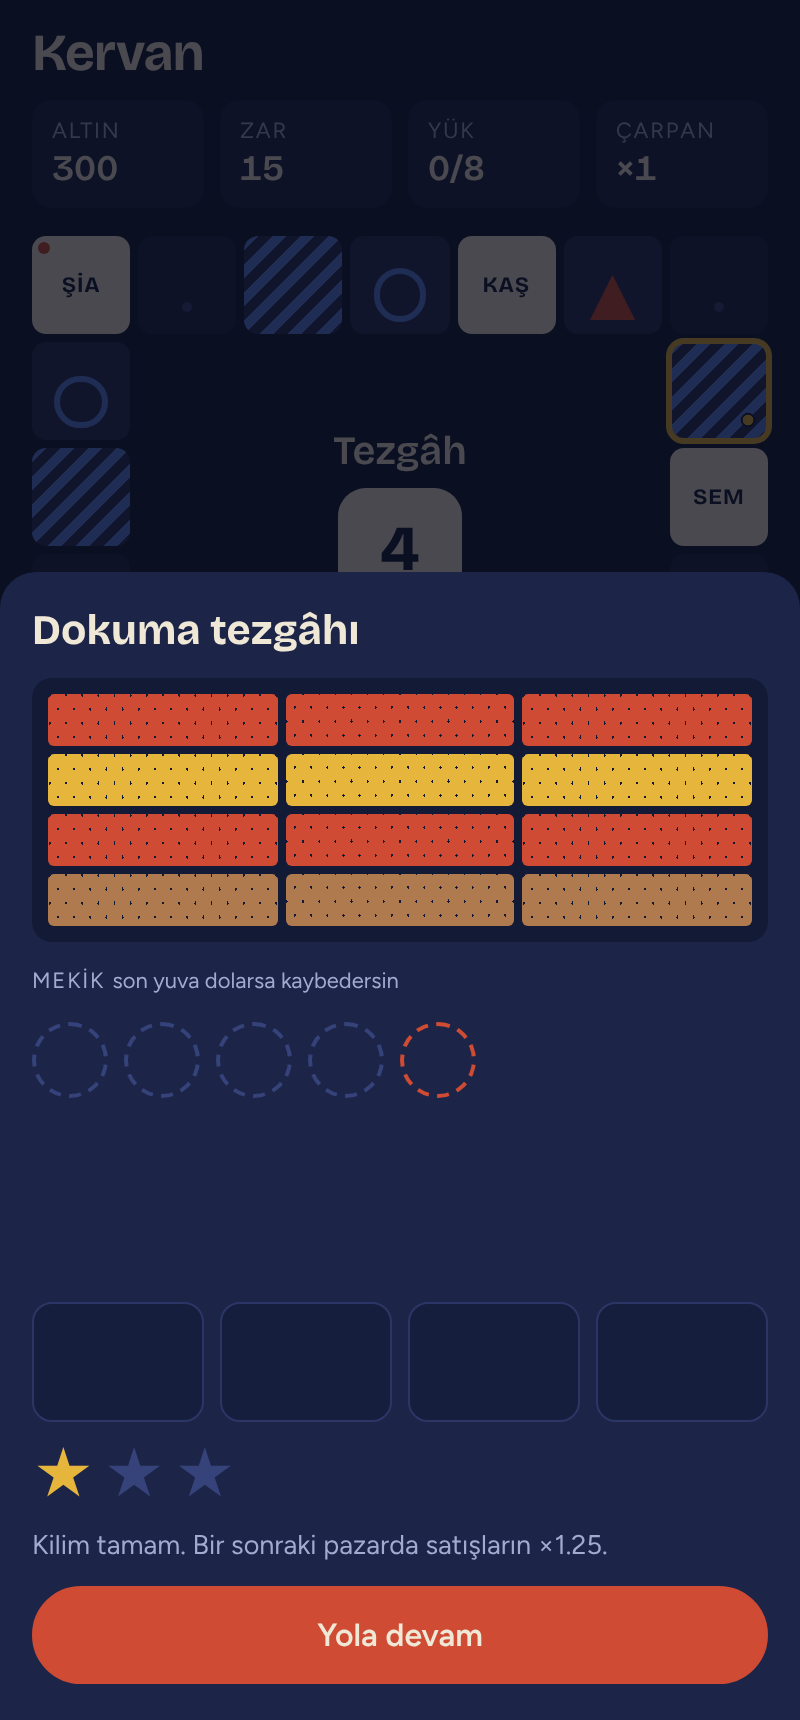 Kervan
ALTIN ZAR YÜK ÇARPAN
300 15 0/8 ×1
ŞİA KAŞ
Tezgâh
SEM
4
Dokuma tezgâhı
MEKİK son yuva dolarsa kaybedersin
Kilim tamam. Bir sonraki pazarda satışların ×1.25.
Yola devam